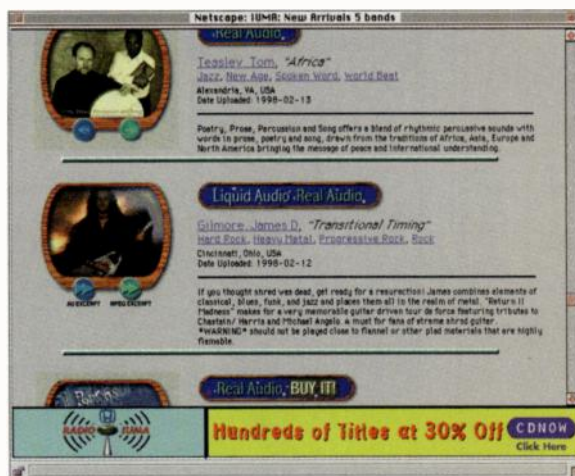 Netscape: IUMA: New Arrivals 5 bands
Real Audio
Teasley, Tom, "Africa"
Jazz, New Age, Spoken Word, World Beat
Alexandria, VA, USA
Date Uploaded: 1998-02-13
Poetry, Prose, Percussion and Song offers a blend of rhythmic percussive sounds with
words in prose, poetry and song, drawn from the traditions of Africa, Asia, Europe and
North America bringing the message of peace and international understanding.
Liquid Audio Real Audio
Gilmore, James D, "Transitional Timing"
Hard Rock, Heavy Metal, Progressive Rock, Rock
Cincinnati, Ohio, USA
Date Uploaded: 1998-02-12
AU EXCERPT MPEG EXCERPT
If you thought shred was dead, get ready for a resurection! James combines elements of
classical, blues, funk, and jazz and places them all in the realm of metal. "Return II
Madness" makes for a very memorable guitar driven tour de force featuring tributes to
Chastain/ Harris and Michael Angelo. A must for fans of xtreme shred guitar.
*WARNING* should not be played close to flannel or other plad materials that are highly
flamable.
Real Audio BUY IT!
RADIO IUMA
Hundreds of Titles at 30% Off
CDNOW
Click Here